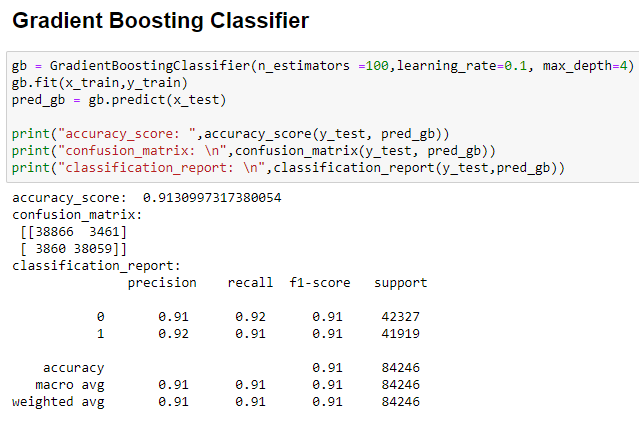 Gradient Boosting Classifier
gb = GradientBoostingClassifier(n_estimators =100,learning_rate=0.1, max_depth=4)
gb.fit(x_train,y_train)
pred_gb = gb.predict(x_test)
print("accuracy_score: ",accuracy_score(y_test, pred_gb))
print("confusion_matrix: \n",confusion_matrix(y_test, pred_gb))
print("classification_report: \n",classification_report(y_test,pred_gb))
accuracy_score:  0.9130997317380054
confusion_matrix:
 [[38866  3461]
 [ 3860 38059]]
classification_report:
               precision    recall  f1-score   support
           0       0.91      0.92      0.91     42327
           1       0.92      0.91      0.91     41919
    accuracy                           0.91     84246
   macro avg       0.91      0.91      0.91     84246
weighted avg       0.91      0.91      0.91     84246